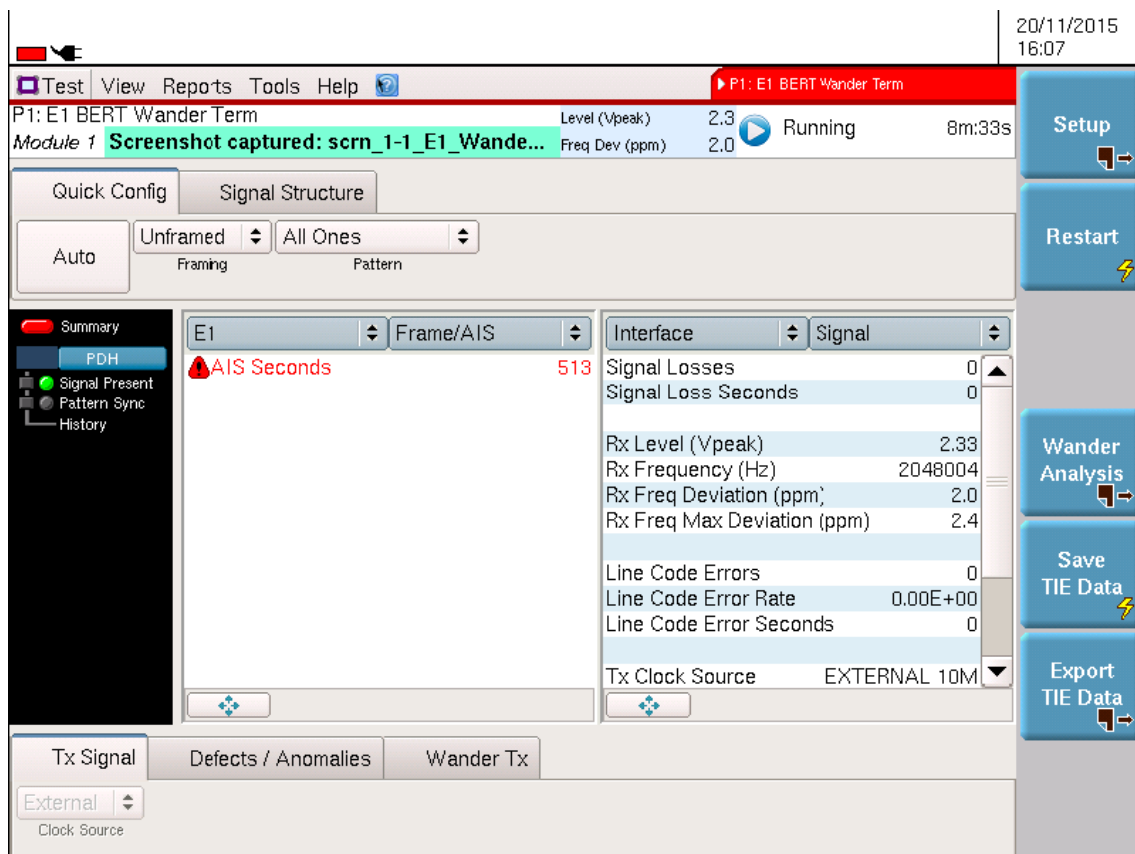 20/11/2015
16:07
Test View Reports Tools Help
P1: E1 BERT Wander Term
P1: E1 BERT Wander Term
Module 1 Screenshot captured: scrn_1-1_E1_Wande...
Level (Vpeak) 2.3
Freq Dev (ppm) 2.0
Running 8m:33s
Quick Config Signal Structure
Auto
Unframed All Ones
Framing Pattern
Summary
PDH
Signal Present
Pattern Sync
History
E1 Frame/AIS
AIS Seconds 513
Interface Signal
Signal Losses 0
Signal Loss Seconds 0
Rx Level (Vpeak) 2.33
Rx Frequency (Hz) 2048004
Rx Freq Deviation (ppm) 2.0
Rx Freq Max Deviation (ppm) 2.4
Line Code Errors 0
Line Code Error Rate 0.00E+00
Line Code Error Seconds 0
Tx Clock Source EXTERNAL 10M
Tx Signal Defects / Anomalies Wander Tx
External
Clock Source
Setup
Restart
Wander
Analysis
Save
TIE Data
Export
TIE Data